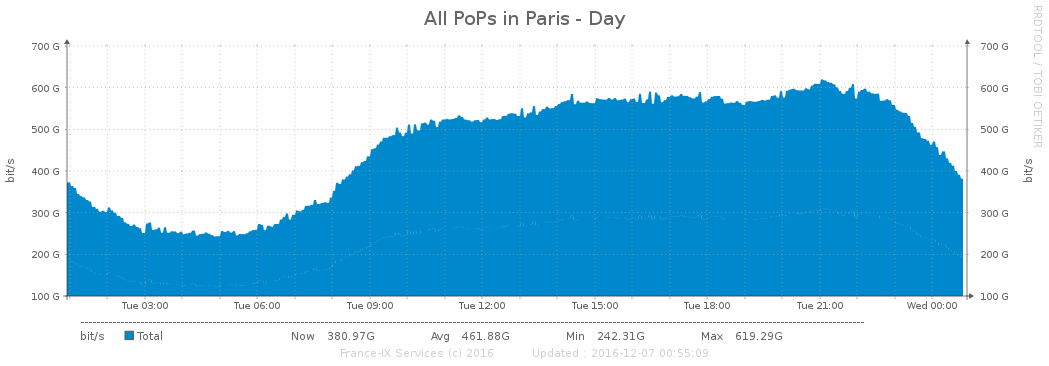 All PoPs in Paris - Day
RRDTOOL / TOBI OETIKER
700 G 700 G
600 G 600 G
500 G 500 G
400 G 400 G
bit/s bit/s
300 G 300 G
200 G 200 G
100 G 100 G
Tue 03:00 Tue 06:00 Tue 09:00 Tue 12:00 Tue 15:00 Tue 18:00 Tue 21:00 Wed 00:00
bit/s Total Now 380.97G Avg 461.88G Min 242.31G Max 619.29G
France-IX Services (c) 2016 Updated : 2016-12-07 00:55:09